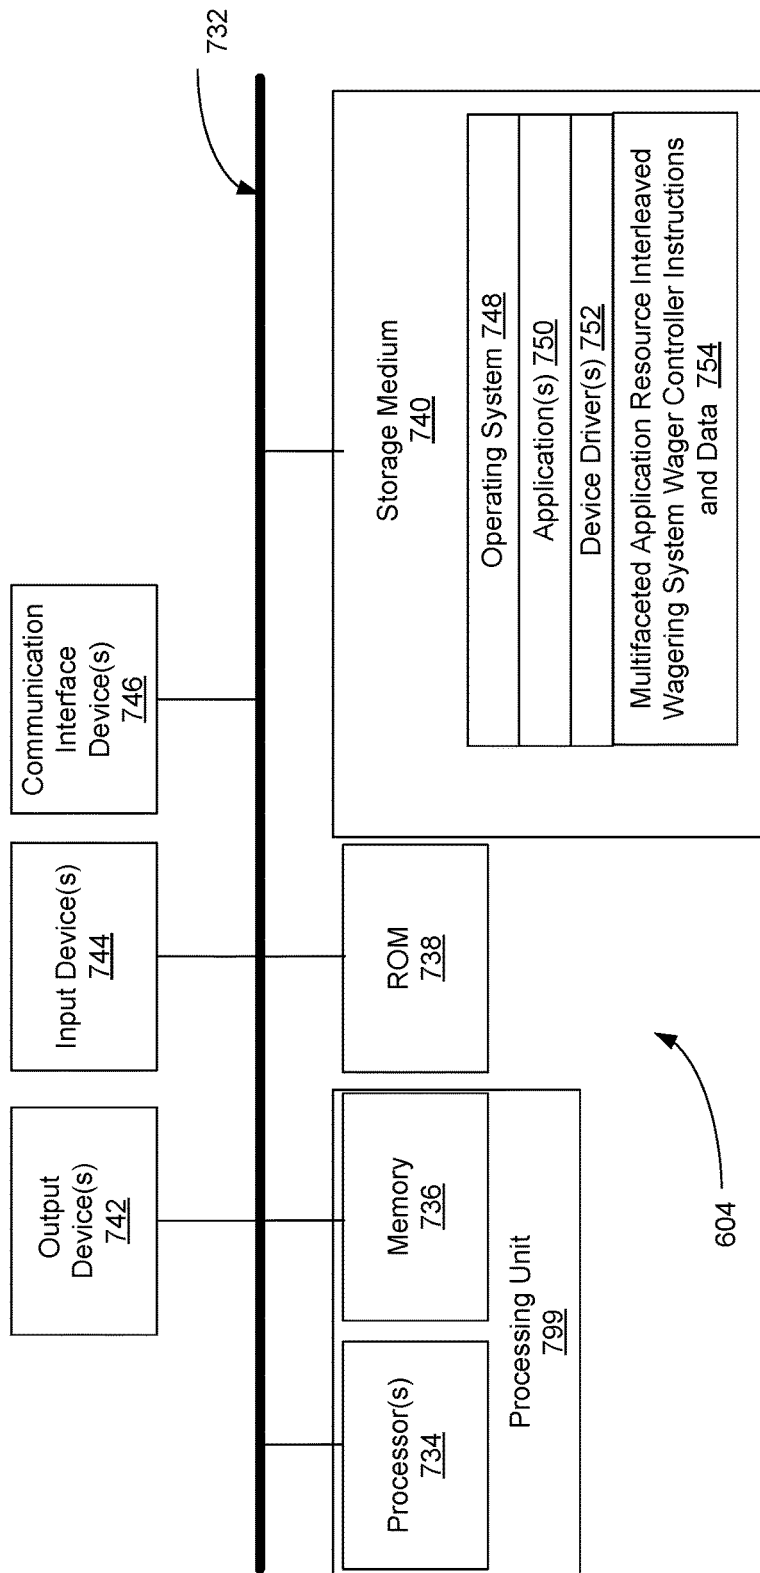 732
Output
Device(s)
742
Input Device(s)
744
Communication
Interface
Device(s)
746
Processor(s)
734
Memory
736
Processing Unit
799
ROM
738
Storage Medium
740
Operating System 748
Application(s) 750
Device Driver(s) 752
Multifaceted Application Resource Interleaved
Wagering System Wager Controller Instructions
and Data 754
604